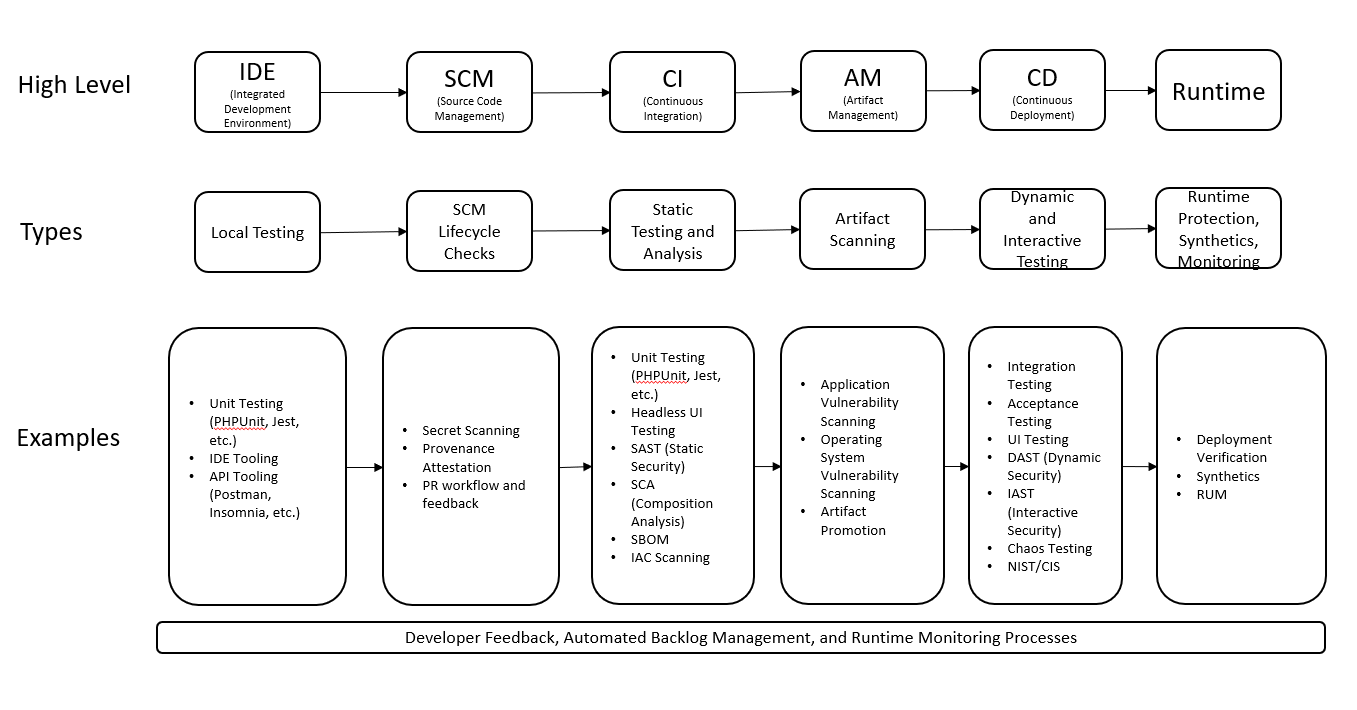 High Level
IDE
(Integrated
Development
Environment)
SCM
(Source Code
Management)
CI
(Continuous
Integration)
AM
(Artifact
Management)
CD
(Continuous
Deployment)
Runtime
Types
Local Testing
SCM
Lifecycle
Checks
Static
Testing and
Analysis
Artifact
Scanning
Dynamic
and
Interactive
Testing
Runtime
Protection,
Synthetics,
Monitoring
Examples
• Unit Testing
(PHPUnit, Jest,
etc.)
• IDE Tooling
• API Tooling
(Postman,
Insomnia, etc.)
• Secret Scanning
• Provenance
Attestation
• PR workflow and
feedback
• Unit Testing
(PHPUnit, Jest,
etc.)
• Headless UI
Testing
• SAST (Static
Security)
• SCA
(Composition
Analysis)
• SBOM
• IAC Scanning
• Application
Vulnerability
Scanning
• Operating
System
Vulnerability
Scanning
• Artifact
Promotion
• Integration
Testing
• Acceptance
Testing
• UI Testing
• DAST (Dynamic
Security)
• IAST
(Interactive
Security)
• Chaos Testing
• NIST/CIS
• Deployment
Verification
• Synthetics
• RUM
Developer Feedback, Automated Backlog Management, and Runtime Monitoring Processes